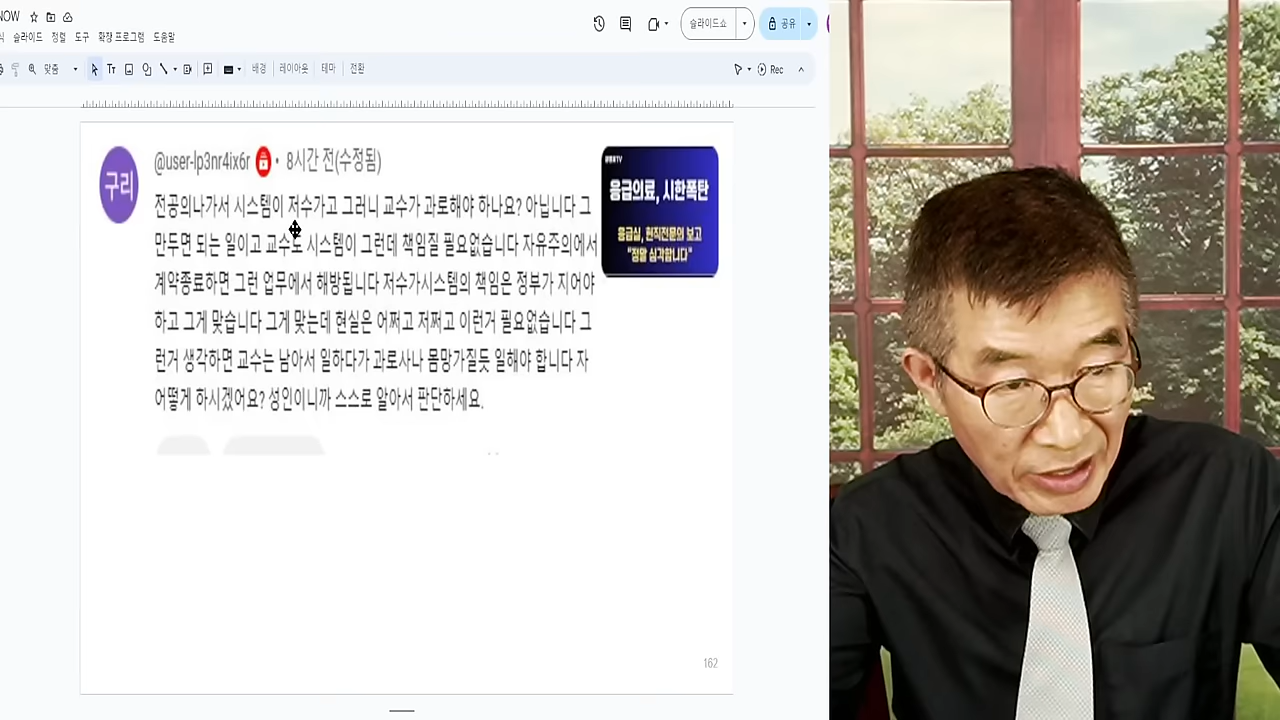 NOW
슬라이드 정렬 도구 확장 프로그램 도움말
슬라이드쇼
공유
맞춤
Tr
배경 레이아웃 테마 전환
Rec
구리
@user-lp3nr4ix6r • 8시간 전(수정됨)
전공의나가서 시스템이 저수가고 그러니 교수가 과로해야 하나요? 아닙니다 그
만두면 되는 일이고 교수도 시스템이 그런데 책임질 필요없습니다 자유주의에서
계약종료하면 그런 업무에서 해방됩니다 저수가시스템의 책임은 정부가 지어야
하고 그게 맞습니다 그게 맞는데 현실은 어쩌고 저쩌고 이런거 필요없습니다 그
런거 생각하면 교수는 남아서 일하다가 과로사나 몸망가질듯 일해야 합니다 자
어떻게 하시겠어요? 성인이니까 스스로 알아서 판단하세요.
응급의료, 시한폭탄
응급실, 현직전문의 보고
"정말 심각합니다"
162